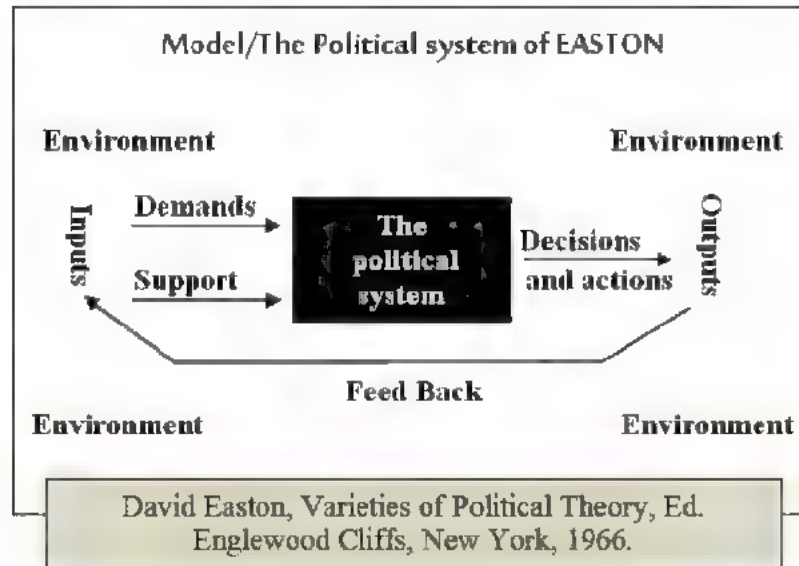 Model/The Political system of EASTON
Environment
Environment
Inputs
Demands
Support
The
political
system
Decisions
and actions
Outputs
Feed Back
Environment
Environment
David Easton, Varieties of Political Theory, Ed.
Englewood Cliffs, New York, 1966.